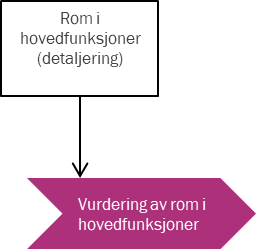 Rom i
hovedfunksjoner
(detaljering)
Vurdering av rom i
hovedfunksjoner